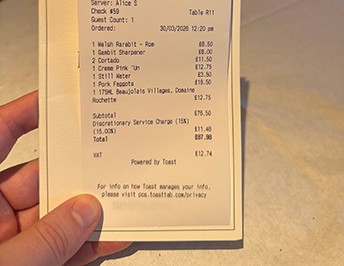 Server: Alice S
Check #59 Table R11
Guest Count: 1
Ordered: 30/03/2026 12:20 pm
1 Welsh Rarebit - Rom £8.50
1 Gambit Sharpener £8.00
2 Cortado £11.50
1 Creme Pink 'Un £12.75
1 Still Water £3.50
1 Pork Faggots £19.50
1 175ML Beaujolais Villages, Domaine
Rochette £12.75
Subtotal £76.50
Discretionary Service Charge (15%)
(15.00%) £11.48
Total £87.98
VAT £12.74
Powered by Toast
For info on how Toast manages your info,
please visit pos.toasttab.com/privacy